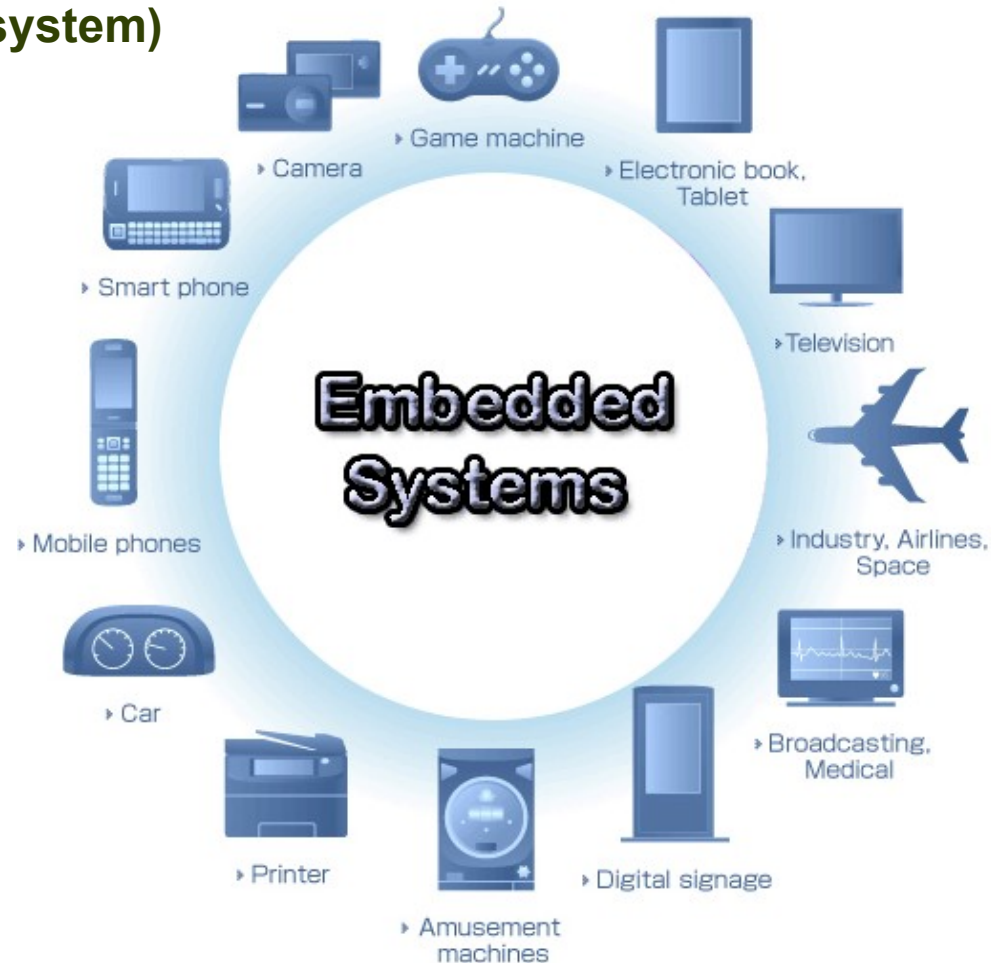 system)
Game machine
Camera
Electronic book,
Tablet
Smart phone
Television
Embedded
Systems
Mobile phones
Industry, Airlines,
Space
Car
Broadcasting,
Medical
Printer
Digital signage
Amusement
machines